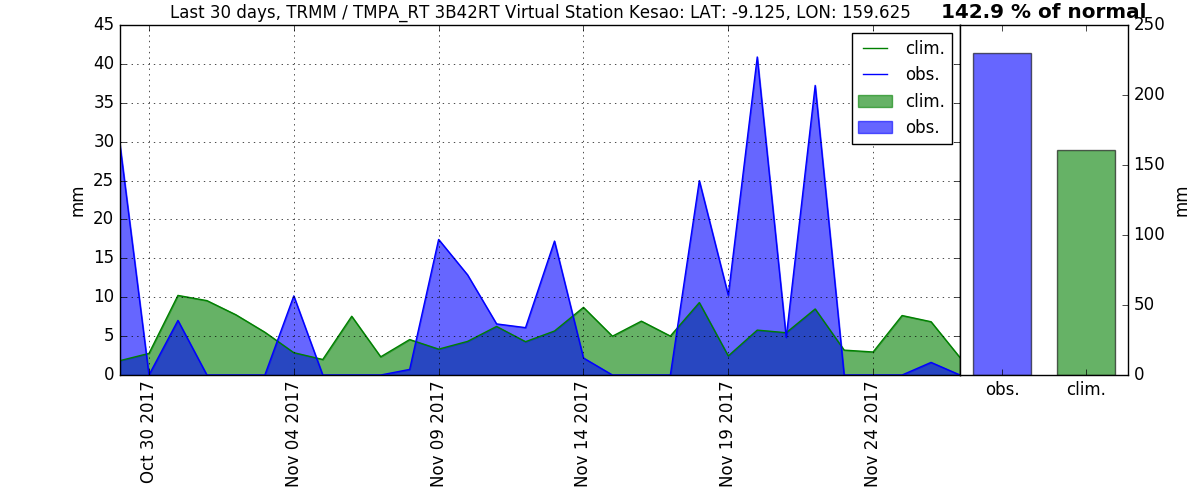 Last 30 days, TRMM / TMPA_RT 3B42RT Virtual Station Kesao: LAT: -9.125, LON: 159.625
142.9 % of normal
45
40
35
30
25
20
15
10
5
0
mm
clim.
obs.
clim.
obs.
Oct 30 2017
Nov 04 2017
Nov 09 2017
Nov 14 2017
Nov 19 2017
Nov 24 2017
250
200
150
100
50
0
mm
obs.
clim.